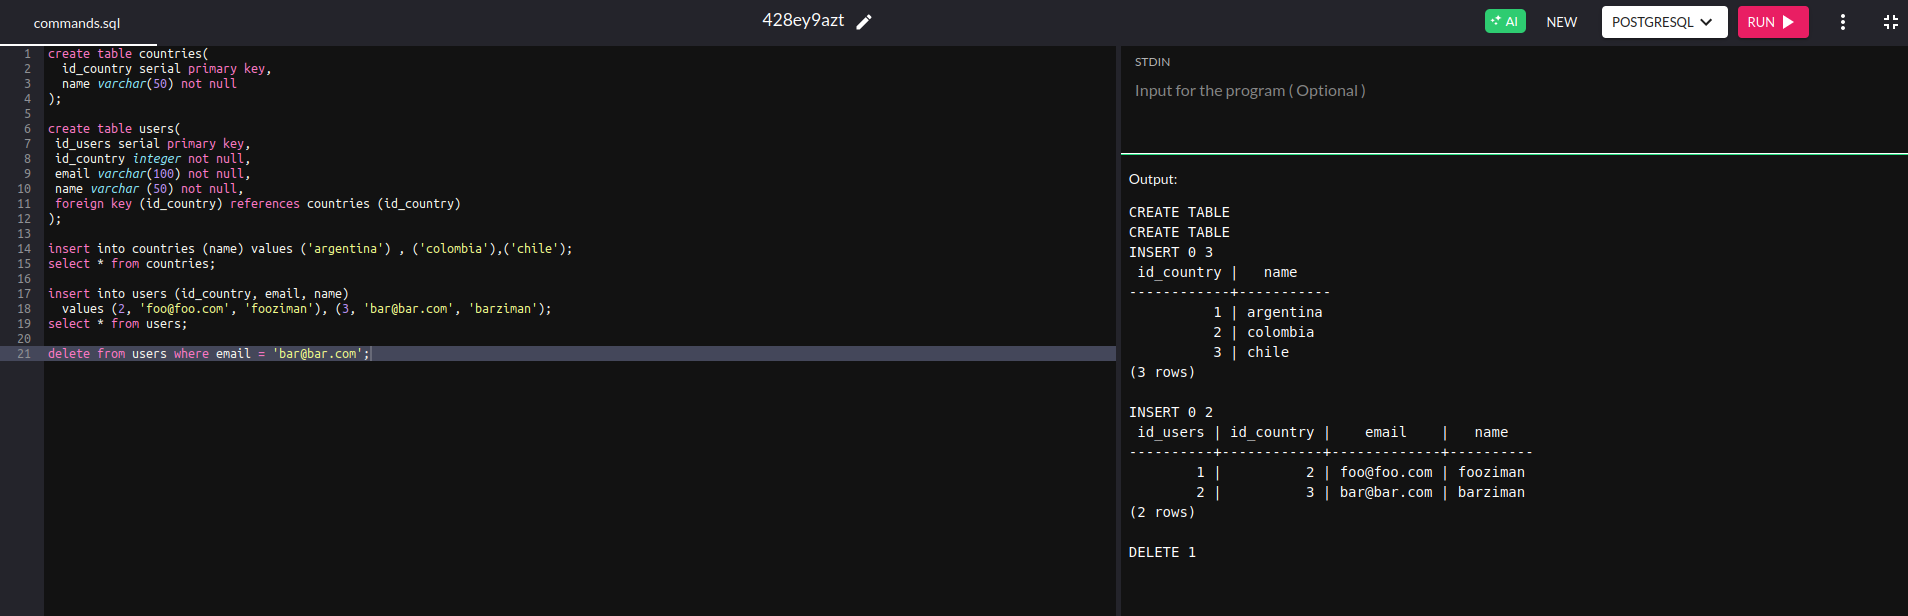 commands.sql
428ey9azt
AI
NEW
POSTGRESQL
RUN
1 create table countries(
2   id_country serial primary key,
3   name varchar(50) not null
4 );
5
6 create table users(
7  id_users serial primary key,
8  id_country integer not null,
9  email varchar(100) not null,
10  name varchar (50) not null,
11  foreign key (id_country) references countries (id_country)
12 );
13
14 insert into countries (name) values ('argentina') , ('colombia'),('chile');
15 select * from countries;
16
17 insert into users (id_country, email, name)
18   values (2, 'foo@foo.com', 'fooziman'), (3, 'bar@bar.com', 'barziman');
19 select * from users;
20
21 delete from users where email = 'bar@bar.com';
STDIN
Input for the program ( Optional )
Output:
CREATE TABLE
CREATE TABLE
INSERT 0 3
 id_country |   name
------------+-----------
          1 | argentina
          2 | colombia
          3 | chile
(3 rows)

INSERT 0 2
 id_users | id_country |    email    |   name
----------+------------+-------------+----------
        1 |          2 | foo@foo.com | fooziman
        2 |          3 | bar@bar.com | barziman
(2 rows)

DELETE 1